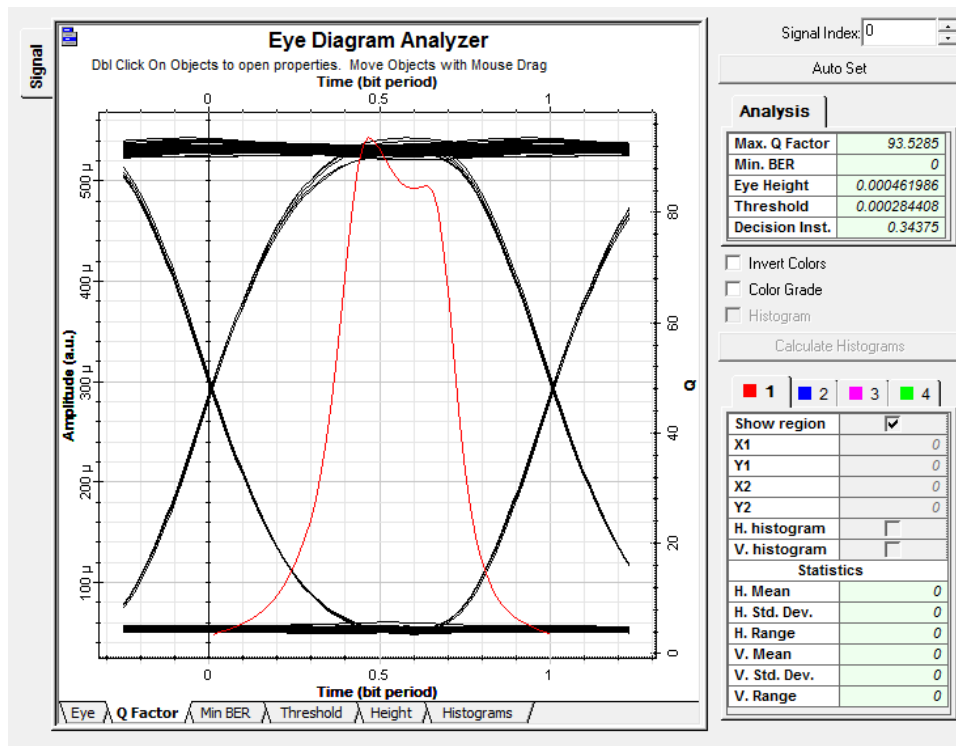 Signal
Eye Diagram Analyzer
Dbl Click On Objects to open properties. Move Objects with Mouse Drag
Time (bit period)
0 0.5 1
Amplitude (a.u.)
500 µ
400 µ
300 µ
200 µ
100 µ
80
60
40
20
0
Q
0 0.5 1
Time (bit period)
Eye Q Factor Min BER Threshold Height Histograms
Signal Index: 0
Auto Set
Analysis
Max. Q Factor 93.5285
Min. BER 0
Eye Height 0.000461986
Threshold 0.000284408
Decision Inst. 0.34375
Invert Colors
Color Grade
Histogram
Calculate Histograms
1 2 3 4
Show region
X1 0
Y1 0
X2 0
Y2 0
H. histogram
V. histogram
Statistics
H. Mean 0
H. Std. Dev. 0
H. Range 0
V. Mean 0
V. Std. Dev. 0
V. Range 0